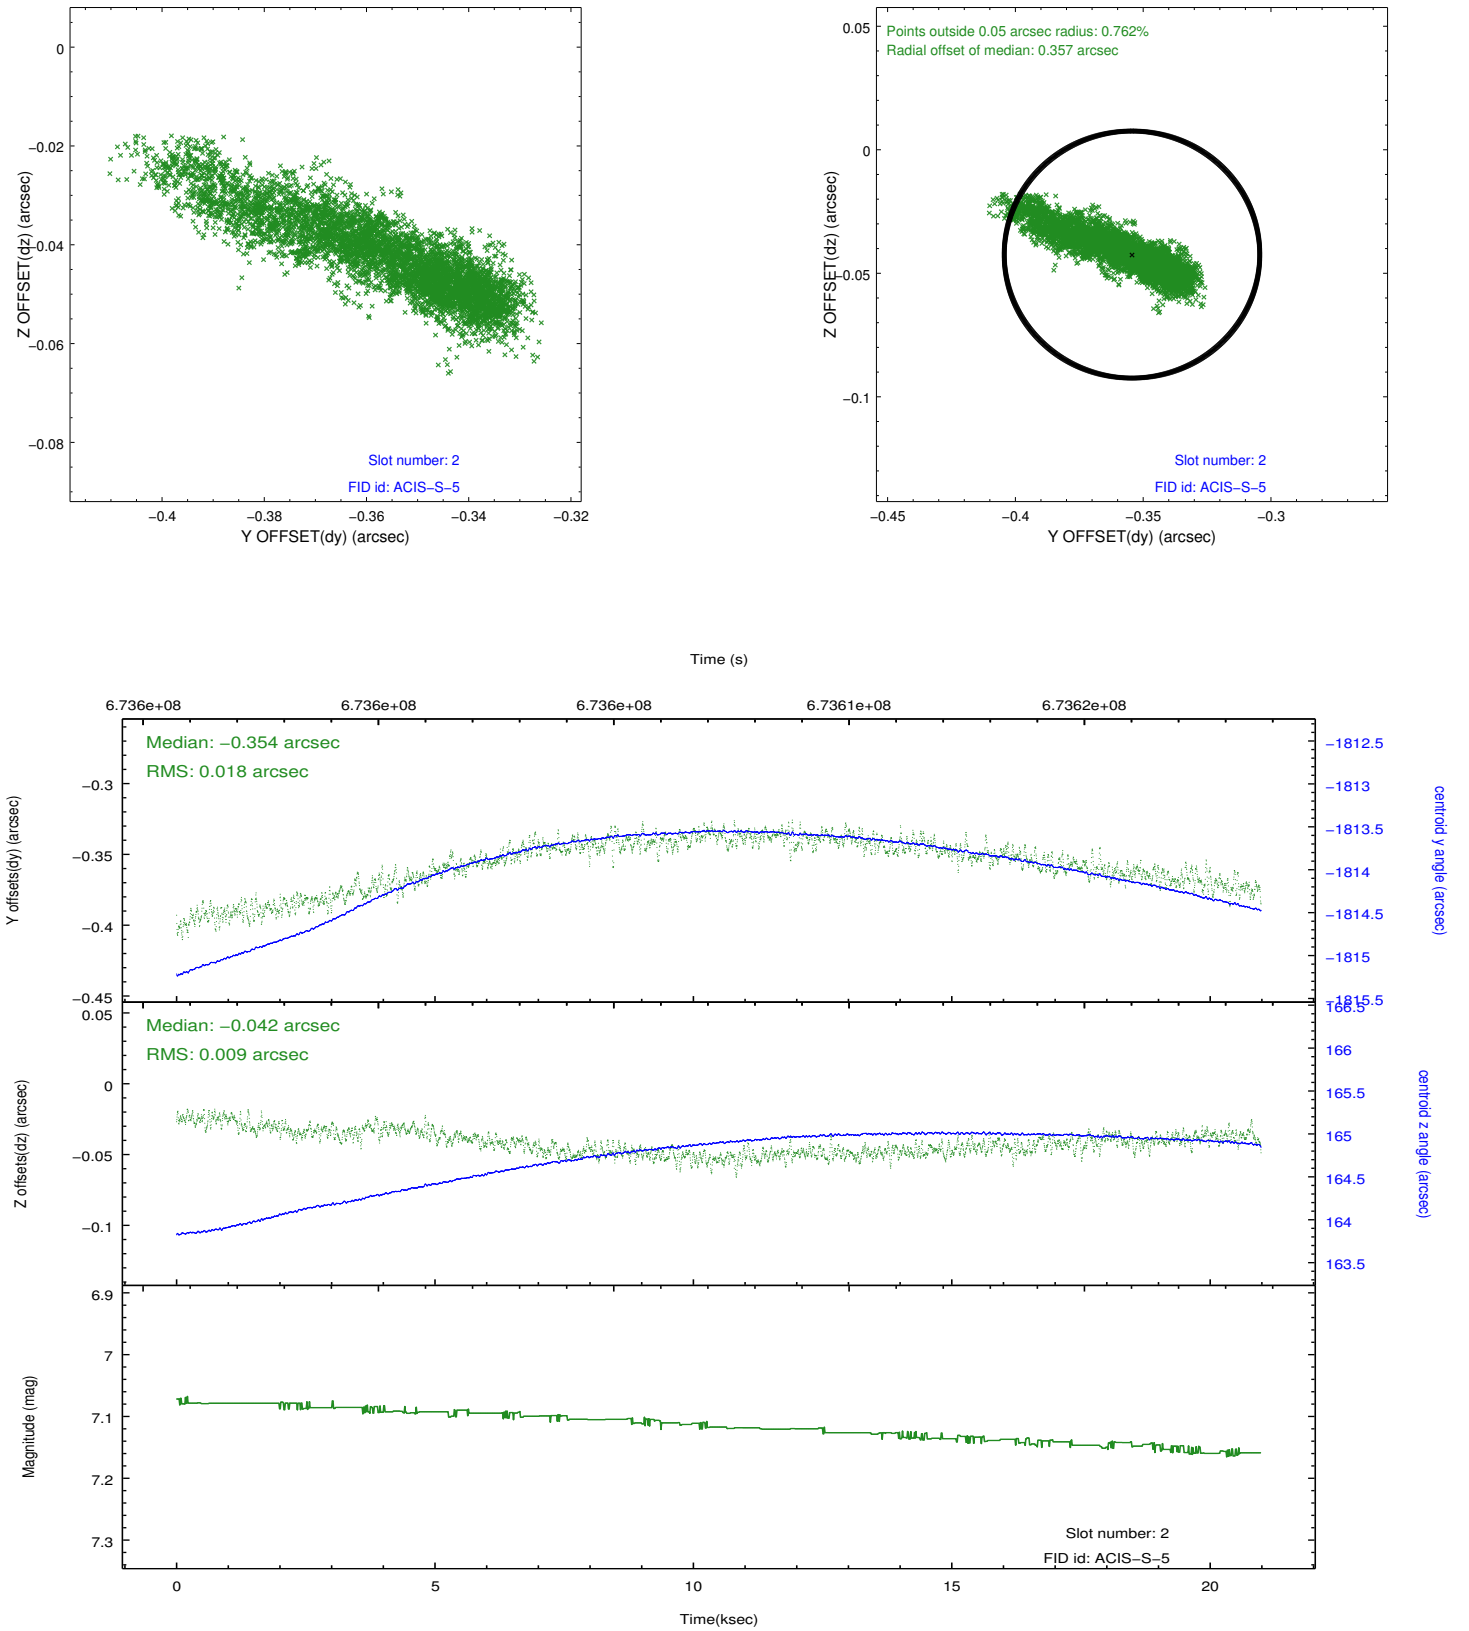 0
−0.02
−0.04
−0.06
−0.08
Z OFFSET(dz) (arcsec)
Slot number: 2
FID id: ACIS−S−5
−0.4 −0.38 −0.36 −0.34 −0.32
Y OFFSET(dy) (arcsec)
Points outside 0.05 arcsec radius: 0.762%
Radial offset of median: 0.357 arcsec
0.05
0
−0.05
−0.1
Z OFFSET(dz) (arcsec)
Slot number: 2
FID id: ACIS−S−5
−0.45 −0.4 −0.35 −0.3
Y OFFSET(dy) (arcsec)
Time (s)
6.736e+08 6.736e+08 6.736e+08 6.7361e+08 6.7362e+08
Median: −0.354 arcsec
RMS: 0.018 arcsec
−0.3
−0.35
−0.4
−0.45
Y offsets(dy) (arcsec)
−1812.5
−1813
−1813.5
−1814
−1814.5
−1815
−1815.5
centroid y angle (arcsec)
Median: −0.042 arcsec
RMS: 0.009 arcsec
0.05
0
−0.05
−0.1
Z offsets(dz) (arcsec)
166.5
166
165.5
165
164.5
164
163.5
centroid z angle (arcsec)
6.9
7
7.1
7.2
7.3
Magnitude (mag)
Slot number: 2
FID id: ACIS−S−5
0 5 10 15 20
Time(ksec)